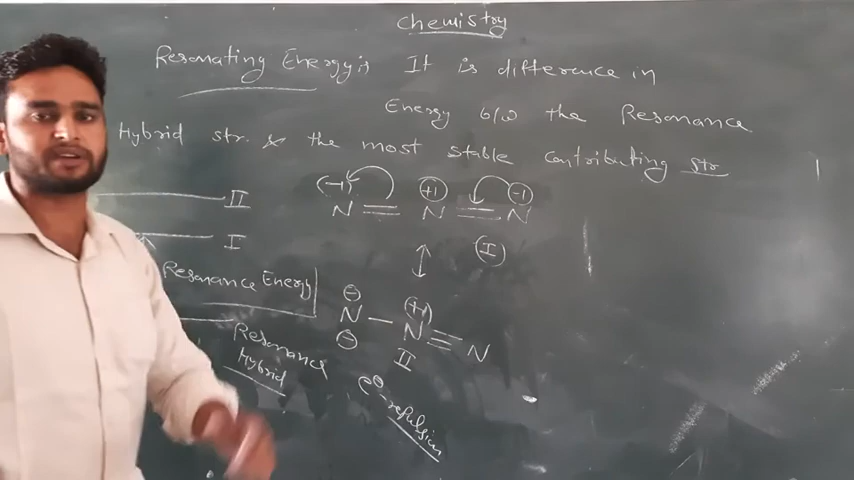 Chemistry
Resonating Energy:; It is difference in
Energy b/w the Resonance
Hybrid str. & the most stable Contributing str
II
I
(-1) (+1) (-1)
N = N = N
(I)
Resonance Energy
⊖ (+)
N — N ≡ N
⊖
II
Resonance
Hybrid
e⊖-repulsion